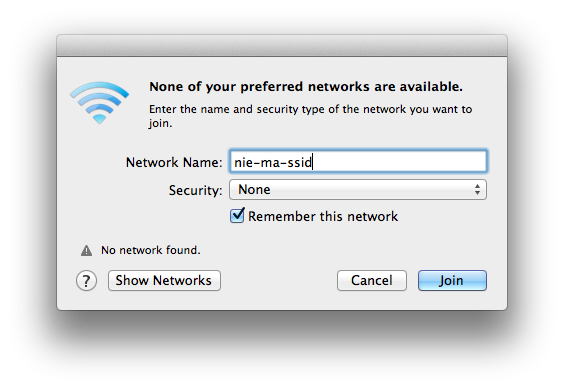 None of your preferred networks are available.
Enter the name and security type of the network you want to
join.
Network Name: nie-ma-ssid
Security: None
Remember this network
No network found.
? Show Networks Cancel Join